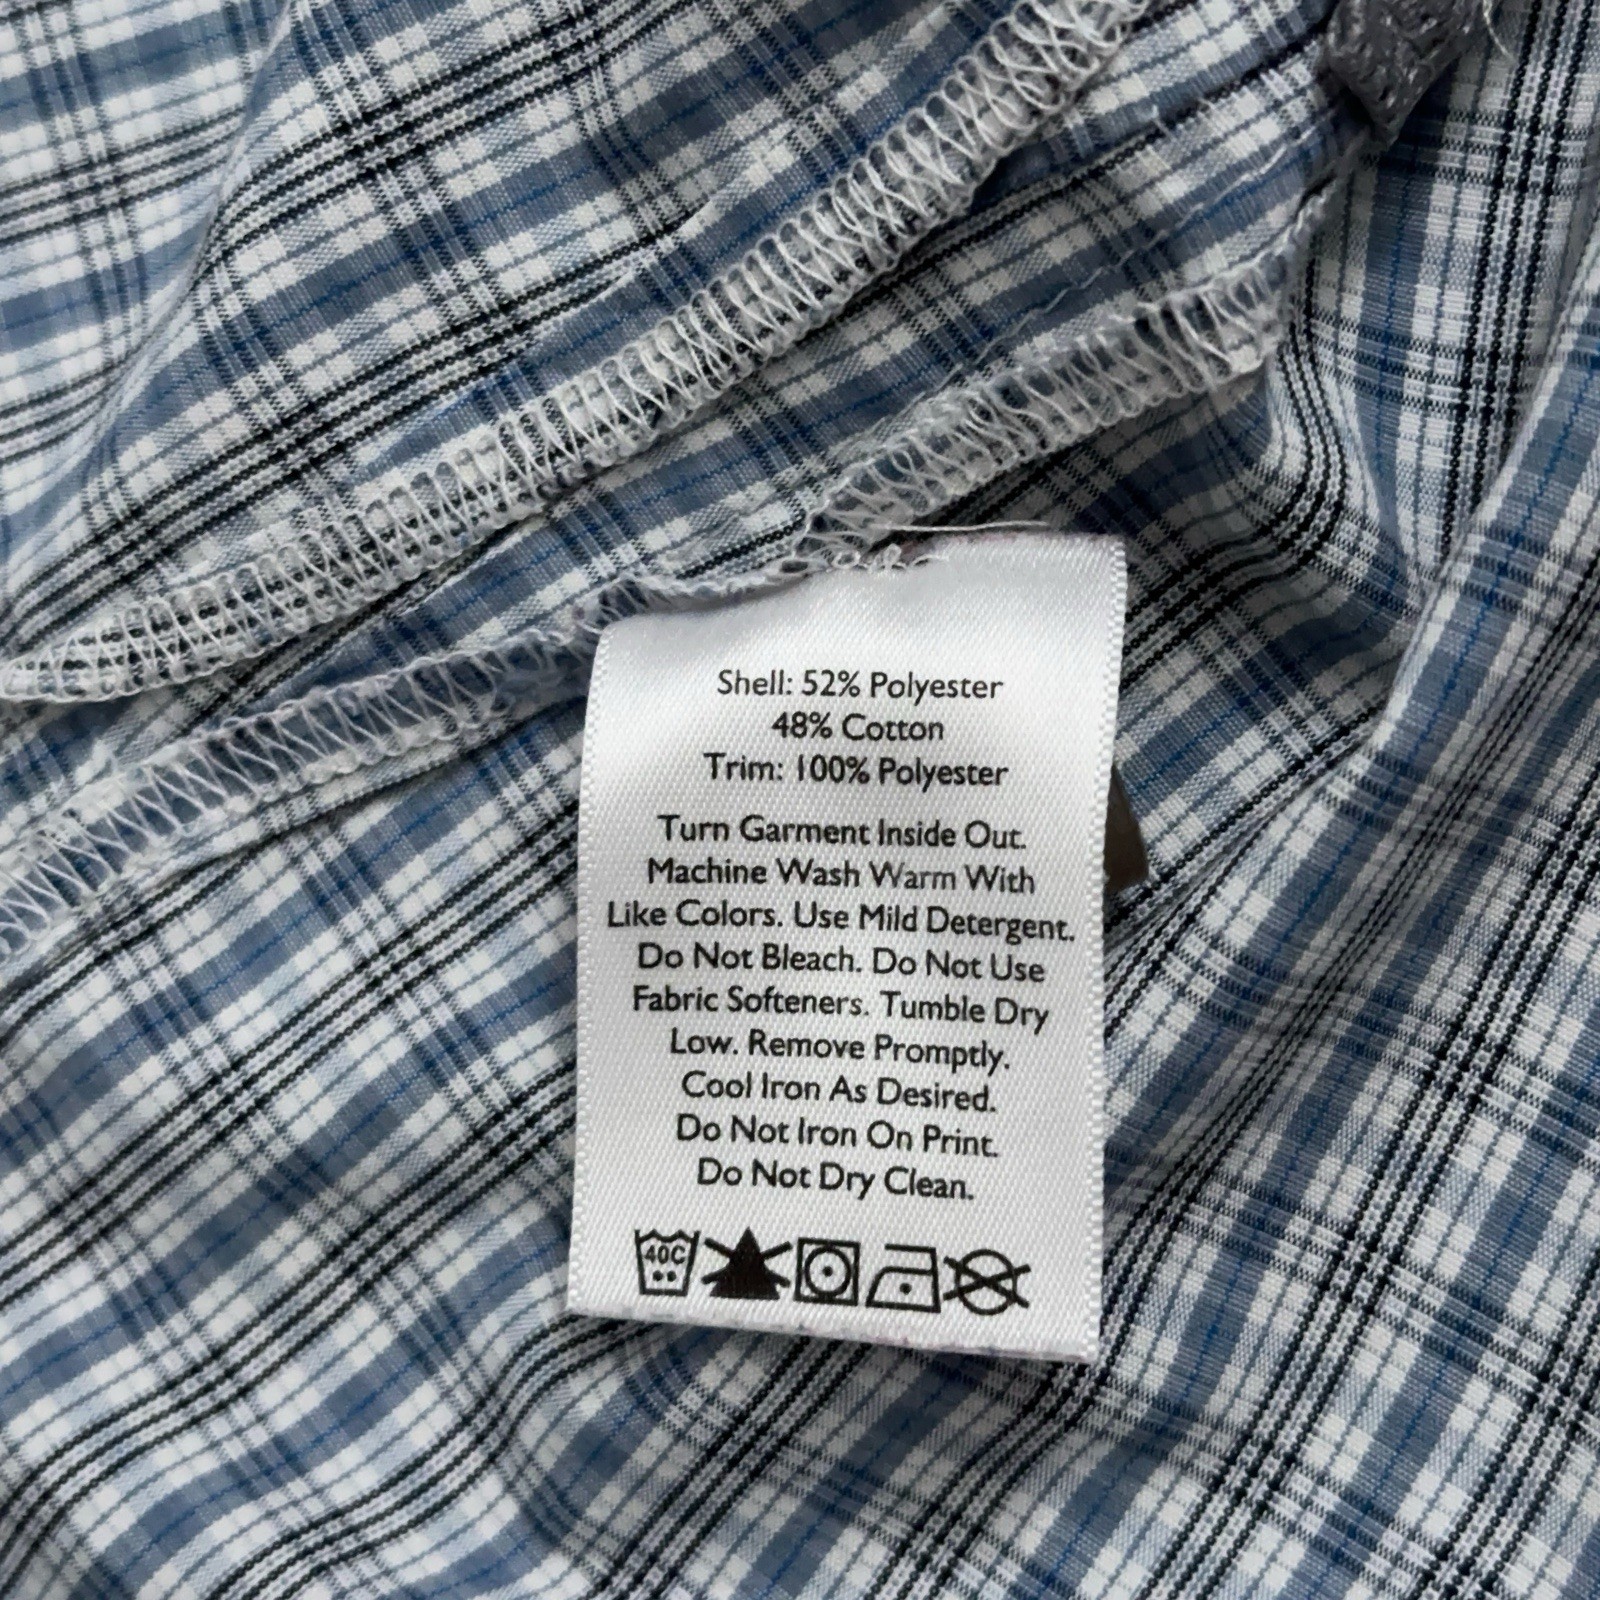 Shell: 52% Polyester
48% Cotton
Trim: 100% Polyester
Turn Garment Inside Out.
Machine Wash Warm With
Like Colors. Use Mild Detergent.
Do Not Bleach. Do Not Use
Fabric Softeners. Tumble Dry
Low. Remove Promptly.
Cool Iron As Desired.
Do Not Iron On Print.
Do Not Dry Clean.
40C